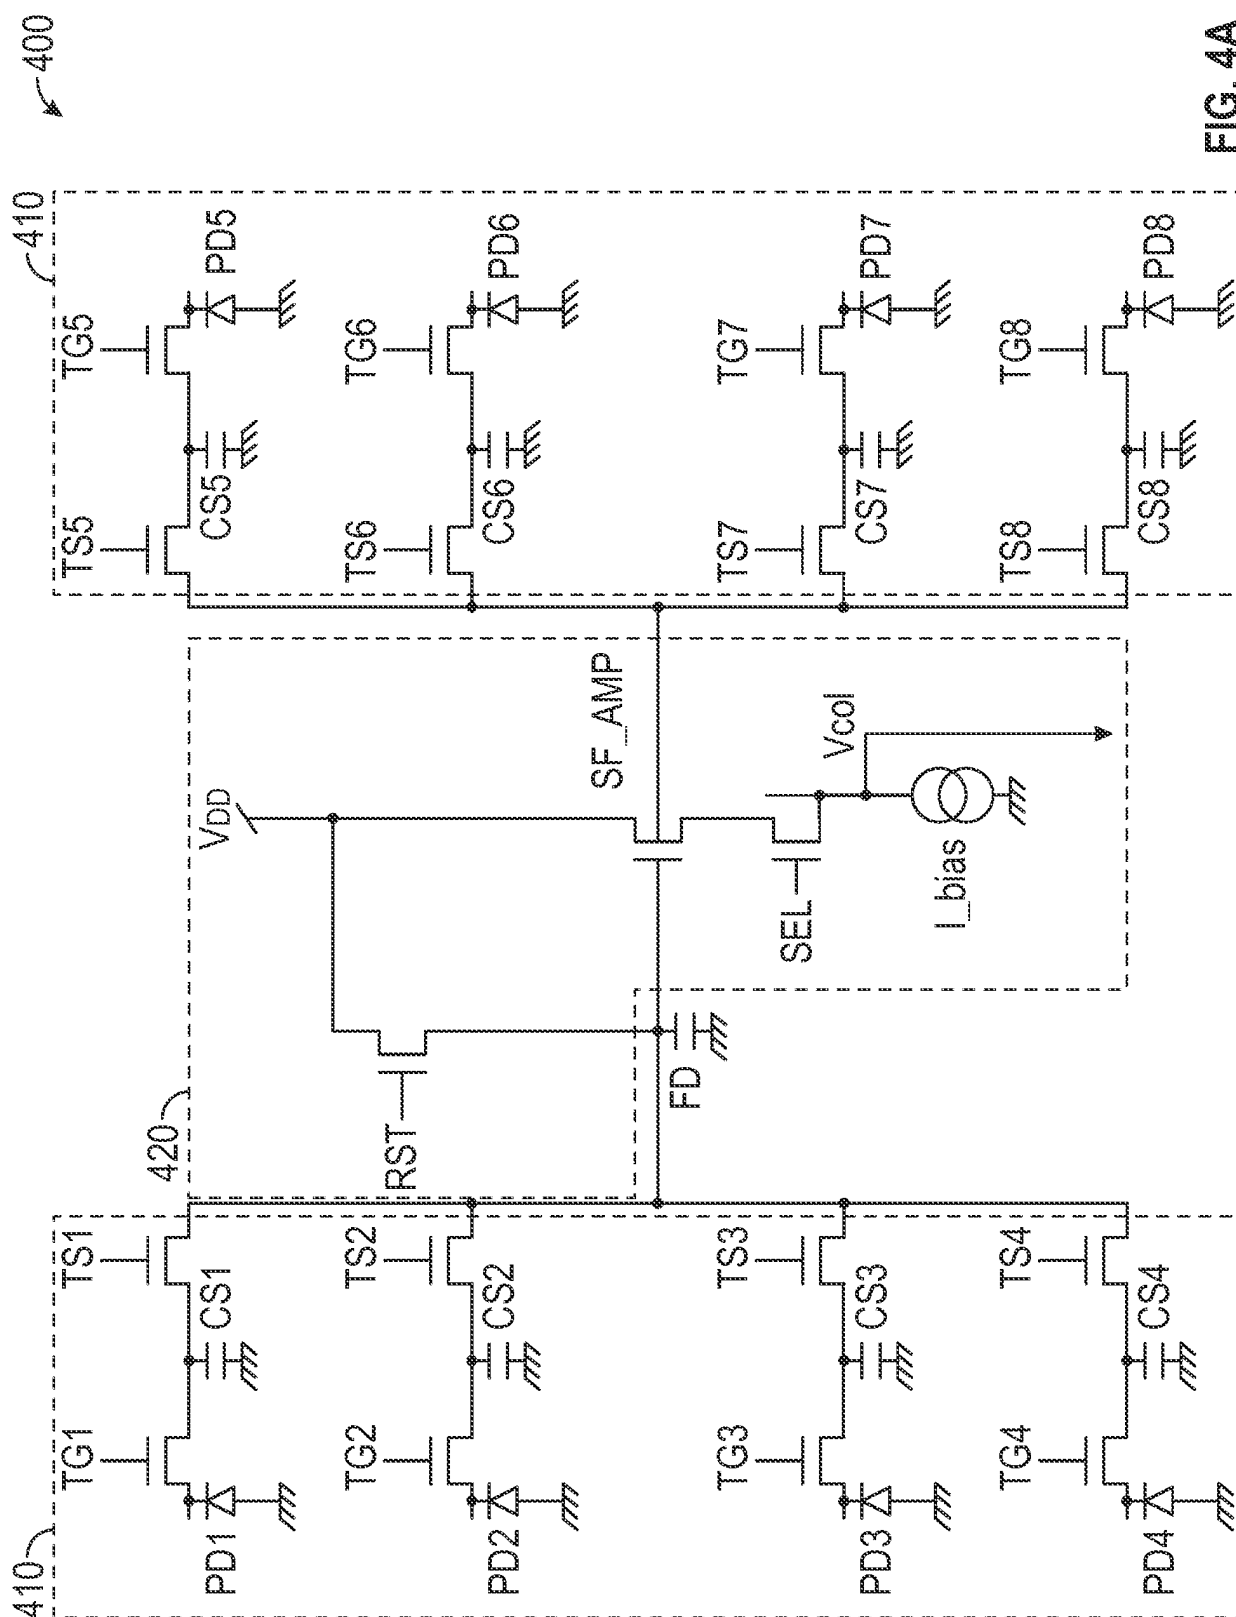 400
410
TG5
TS5
PD5
CS5
TG6
TS6
PD6
CS6
TG7
TS7
PD7
CS7
TG8
TS8
PD8
CS8
420
VDD
SF_AMP
RST
SEL
Vcol
I_bias
FD
410
TS1
TG1
CS1
PD1
TS2
TG2
CS2
PD2
TS3
TG3
CS3
PD3
TS4
TG4
CS4
PD4
FIG. 4A